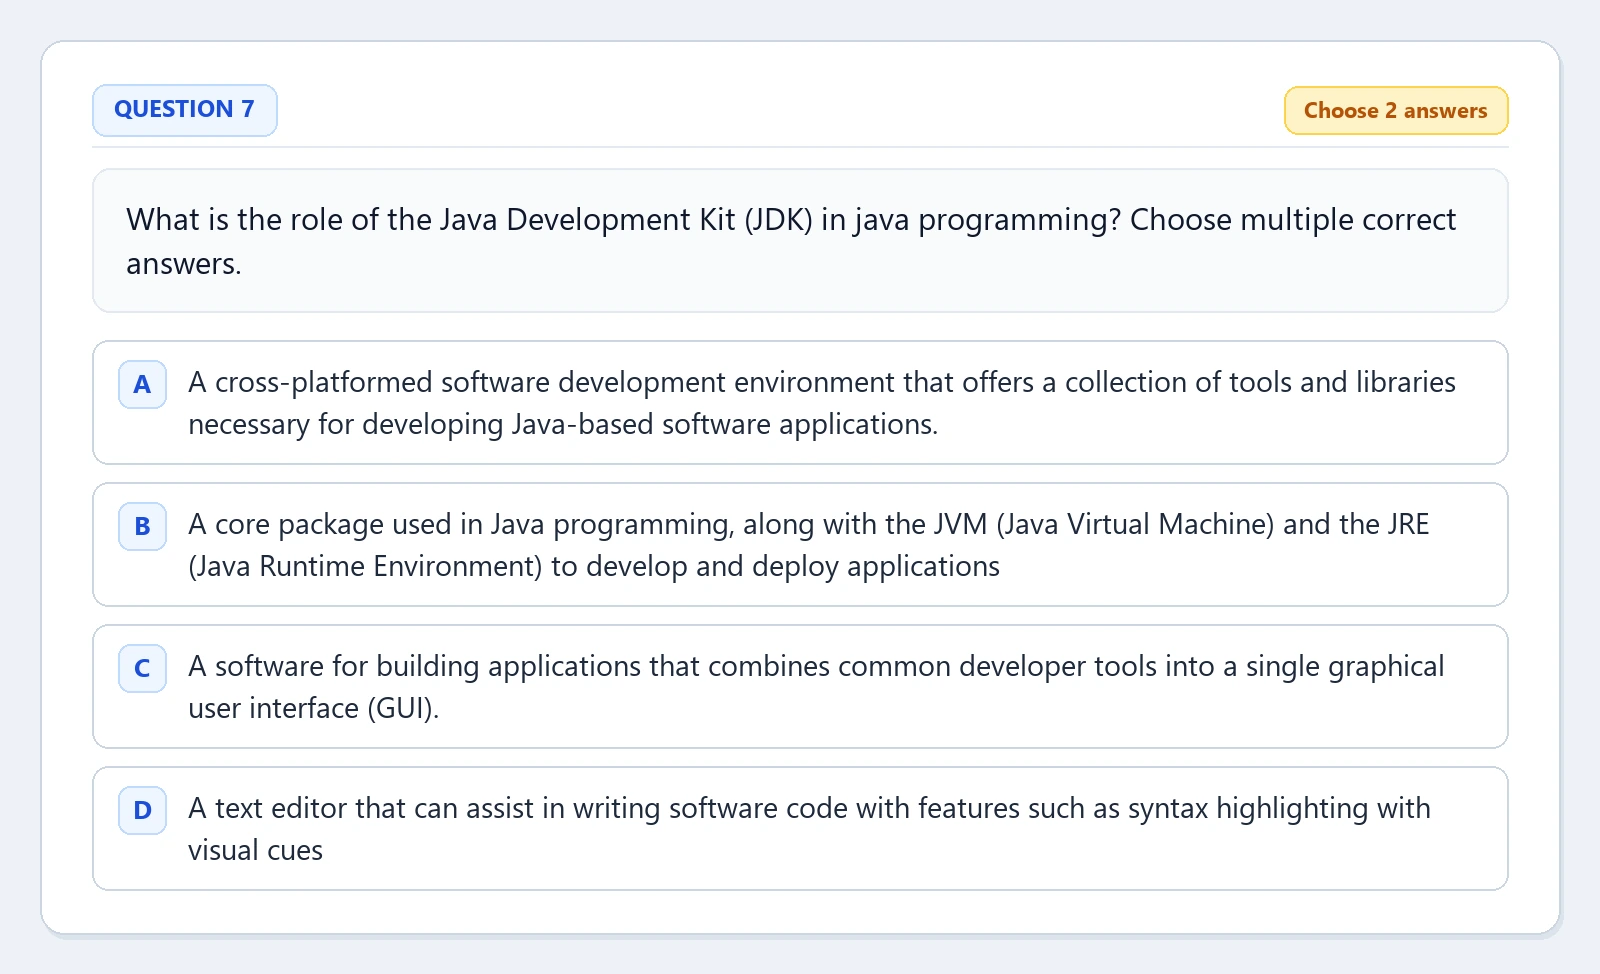 QUESTION 7
Choose 2 answers
What is the role of the Java Development Kit (JDK) in java programming? Choose multiple correct
answers.
A
A cross-platformed software development environment that offers a collection of tools and libraries
necessary for developing Java-based software applications.
B
A core package used in Java programming, along with the JVM (Java Virtual Machine) and the JRE
(Java Runtime Environment) to develop and deploy applications
C
A software for building applications that combines common developer tools into a single graphical
user interface (GUI).
D
A text editor that can assist in writing software code with features such as syntax highlighting with
visual cues